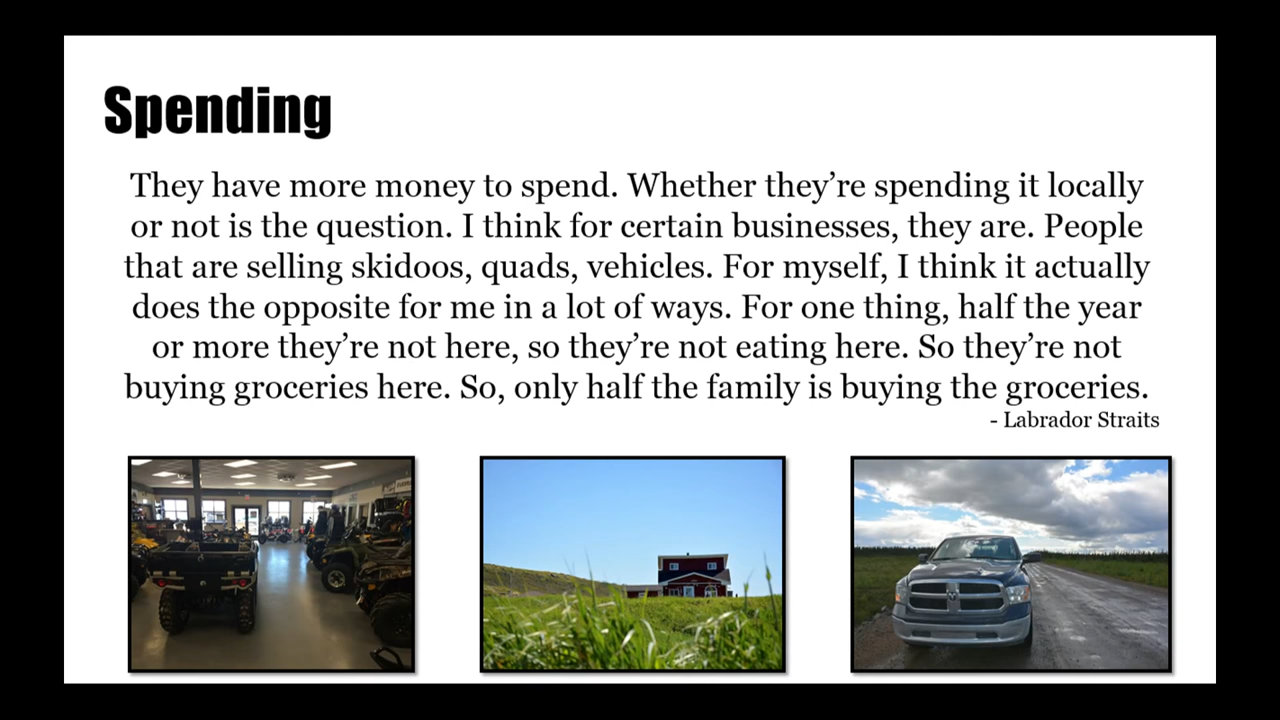 Spending
They have more money to spend. Whether they’re spending it locally
or not is the question. I think for certain businesses, they are. People
that are selling skidoos, quads, vehicles. For myself, I think it actually
does the opposite for me in a lot of ways. For one thing, half the year
or more they’re not here, so they’re not eating here. So they’re not
buying groceries here. So, only half the family is buying the groceries.
- Labrador Straits